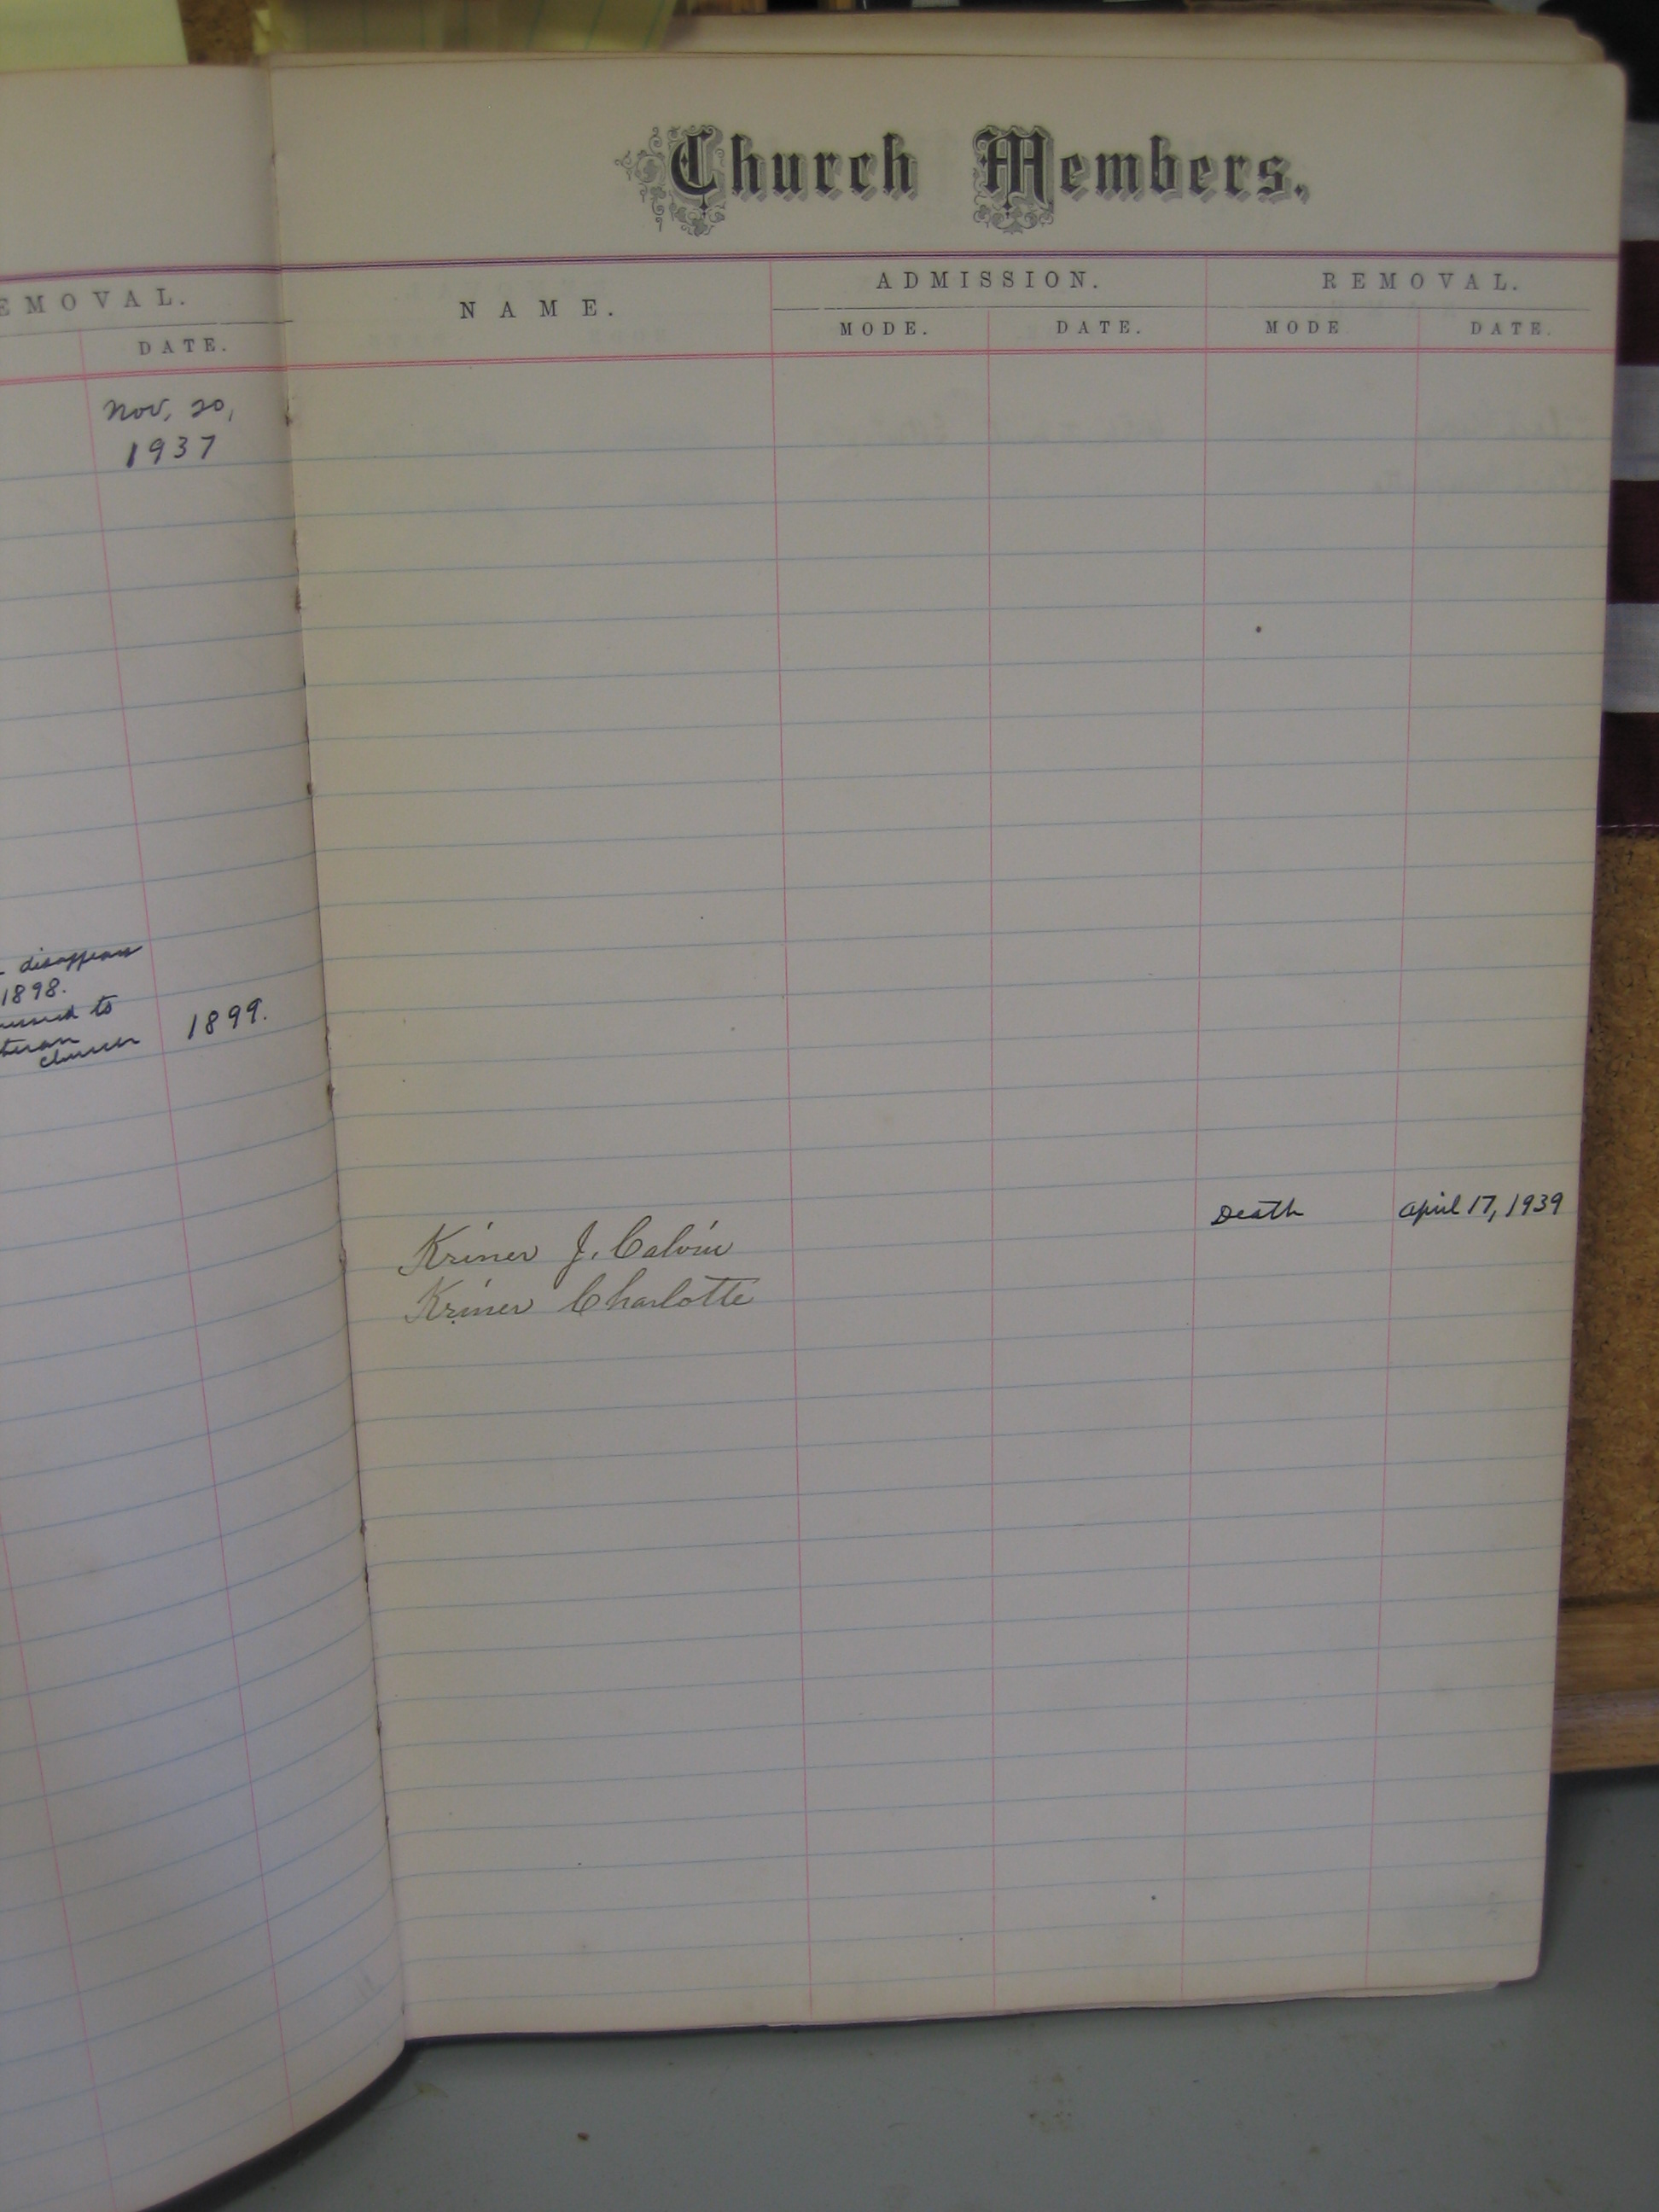 EMOVAL.
DATE.
Nov, 20,
1937
disappears
1898.
to
church
1899.
Church Members.
NAME.
ADMISSION.
REMOVAL.
MODE.
DATE.
MODE
DATE.
Death
April 17, 1939
Kriner J. Calvin
Kriner Charlotte